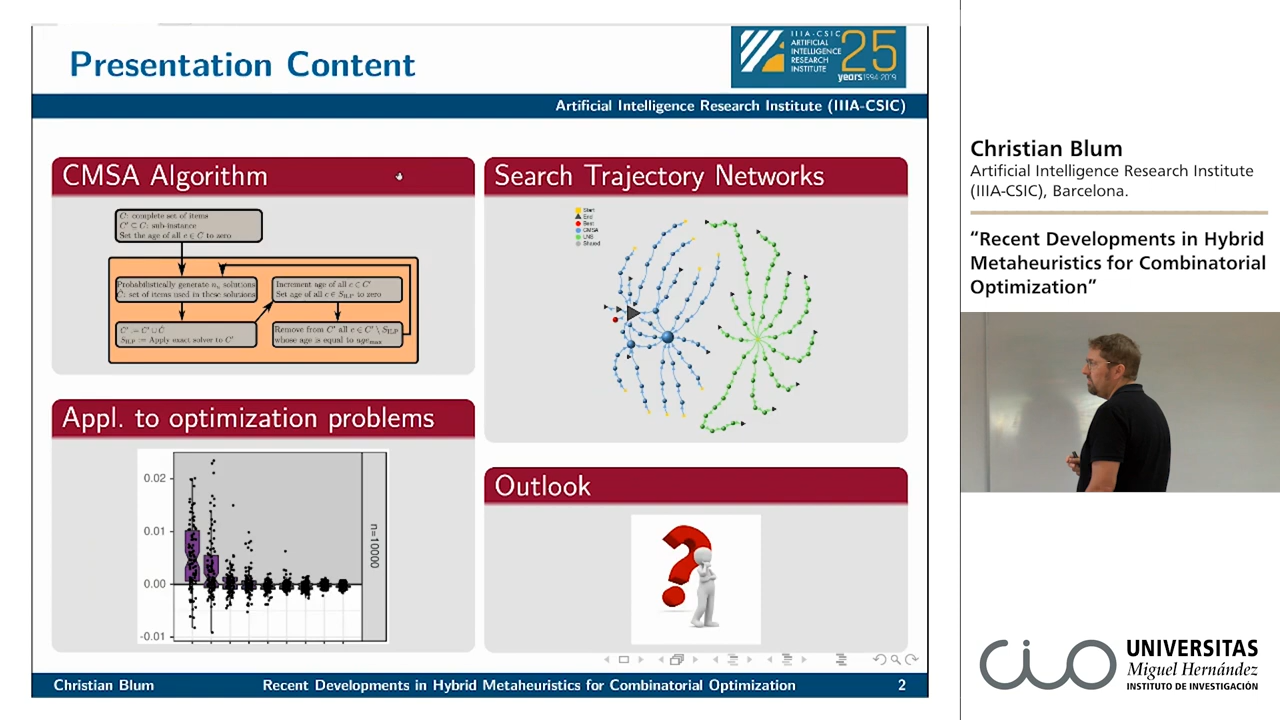 Presentation Content
IIIA-CSIC
ARTIFICIAL
INTELLIGENCE
RESEARCH
INSTITUTE
25
years 1994-2019
Artificial Intelligence Research Institute (IIIA-CSIC)
CMSA Algorithm
C: complete set of items
C' ⊆ C: sub-instance
Set the age of all c ∈ C to zero
Probabilistically generate nₐ solutions
Ĉ: set of items used in these solutions
Increment age of all c ∈ C'
Set age of all c ∈ S_ILP to zero
C' := C' ∪ Ĉ
S_ILP := Apply exact solver to C'
Remove from C' all c ∈ C' \ S_ILP
whose age is equal to age_max
Search Trajectory Networks
Start
End
Best
CMSA
LNS
Shared
Appl. to optimization problems
0.02
0.01
0.00
-0.01
n=10000
Outlook
?
Christian Blum
Recent Developments in Hybrid Metaheuristics for Combinatorial Optimization
2
Christian Blum
Artificial Intelligence Research Institute
(IIIA-CSIC), Barcelona.
“Recent Developments in Hybrid
Metaheuristics for Combinatorial
Optimization”
CIO
UNIVERSITAS
Miguel Hernández
INSTITUTO DE INVESTIGACIÓN